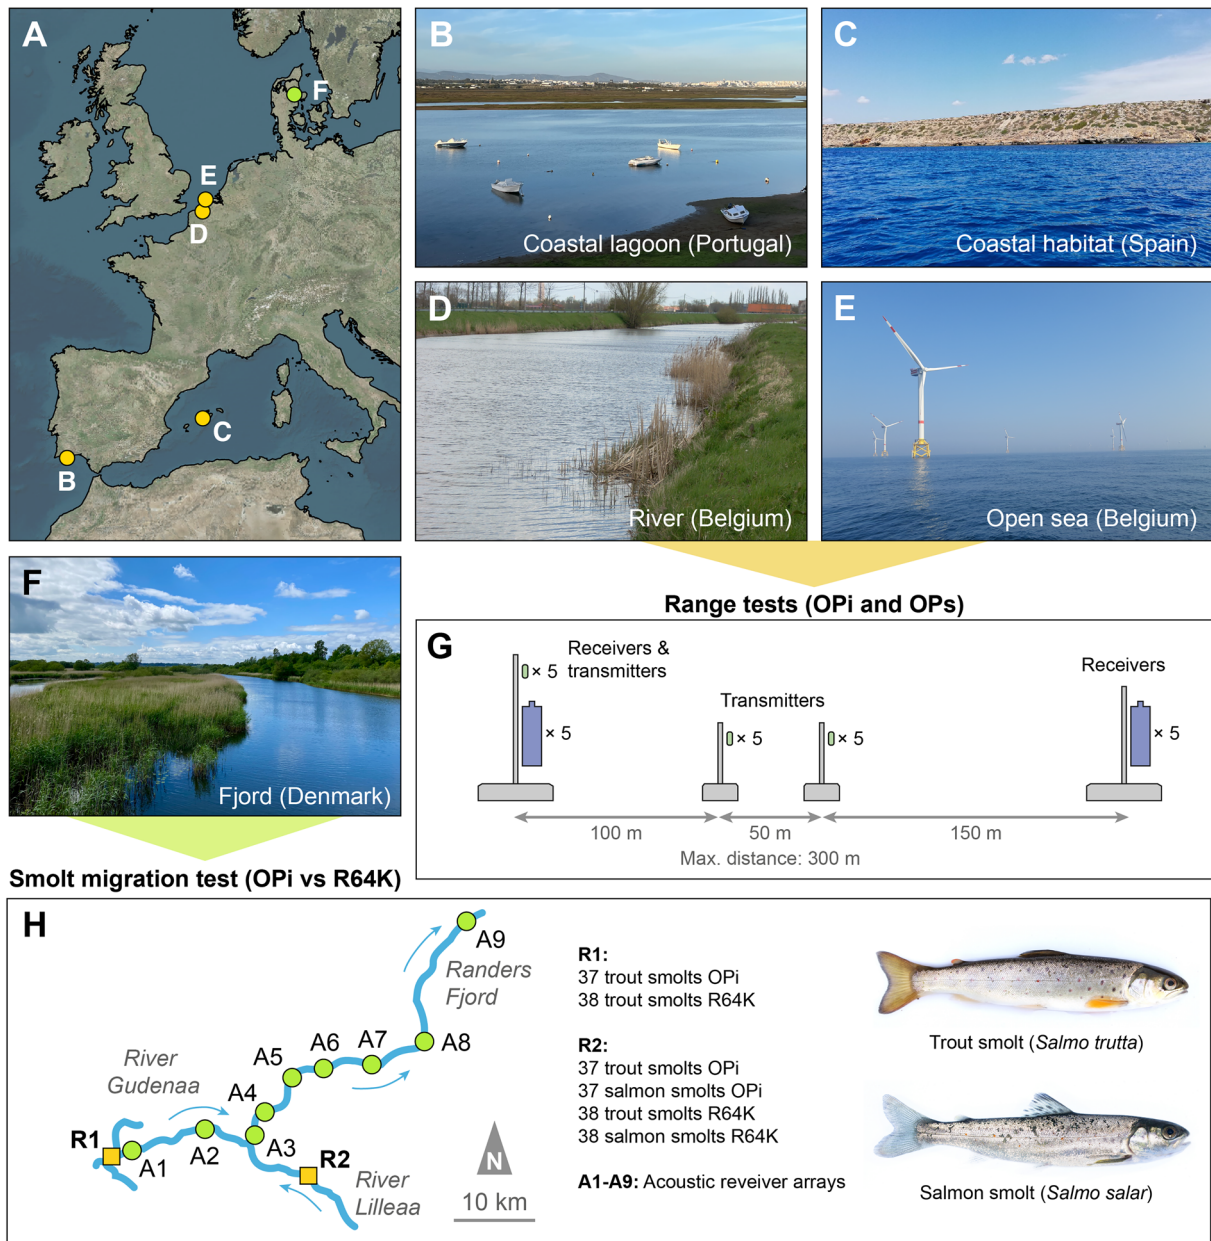 A
F
E
D
C
B
B
Coastal lagoon (Portugal)
C
Coastal habitat (Spain)
D
River (Belgium)
E
Open sea (Belgium)
F
Fjord (Denmark)
Range tests (OPi and OPs)
G
Receivers &
transmitters
× 5
× 5
Transmitters
× 5
× 5
Receivers
× 5
100 m
50 m
150 m
Max. distance: 300 m
Smolt migration test (OPi vs R64K)
H
A9
Randers
Fjord
A8
A7
A6
A5
A4
River
Gudenaa
R1
A1
A2
A3
R2
River
Lilleaa
N
10 km
R1:
37 trout smolts OPi
38 trout smolts R64K
R2:
37 trout smolts OPi
37 salmon smolts OPi
38 trout smolts R64K
38 salmon smolts R64K
A1-A9: Acoustic reveiver arrays
Trout smolt (Salmo trutta)
Salmon smolt (Salmo salar)